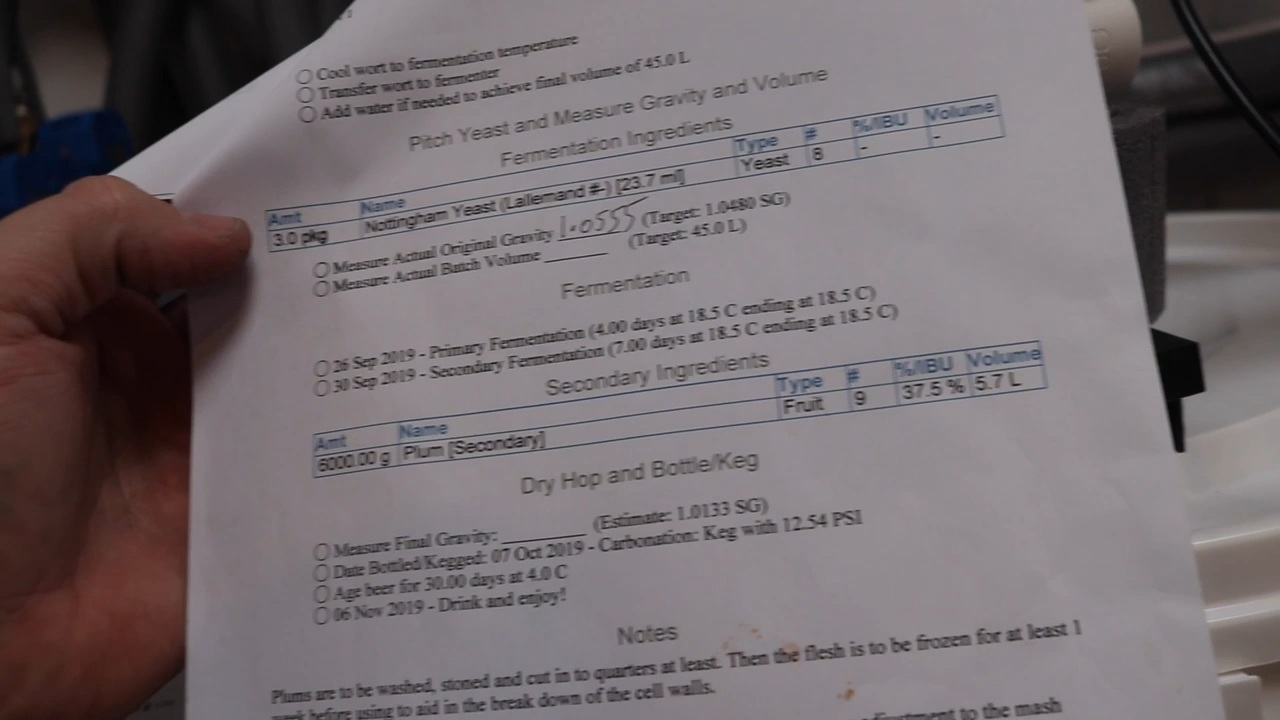 Cool wort to fermentation temperature
Transfer wort to fermenter
Add water if needed to achieve final volume of 45.0 L
Pitch Yeast and Measure Gravity and Volume
Fermentation Ingredients
Amt Name Type # %/IBU Volume
3.0 pkg Nottingham Yeast (Lallemand #-) [23.7 ml] Yeast 8 - -
Measure Actual Original Gravity 1.0555 (Target: 1.0480 SG)
Measure Actual Batch Volume _______ (Target: 45.0 L)
Fermentation
26 Sep 2019 - Primary Fermentation (4.00 days at 18.5 C ending at 18.5 C)
30 Sep 2019 - Secondary Fermentation (7.00 days at 18.5 C ending at 18.5 C)
Secondary Ingredients
Amt Name Type # %/IBU Volume
6000.00 g Plum [Secondary] Fruit 9 37.5 % 5.7 L
Dry Hop and Bottle/Keg
Measure Final Gravity: _________ (Estimate: 1.0133 SG)
Date Bottled/Kegged: 07 Oct 2019 - Carbonation: Keg with 12.54 PSI
Age beer for 30.00 days at 4.0 C
06 Nov 2019 - Drink and enjoy!
Notes
Plums are to be washed, stoned and cut in to quarters at least. Then the flesh is to be frozen for at least 1
week before using to aid in the break down of the cell walls.
adjustment to the mash